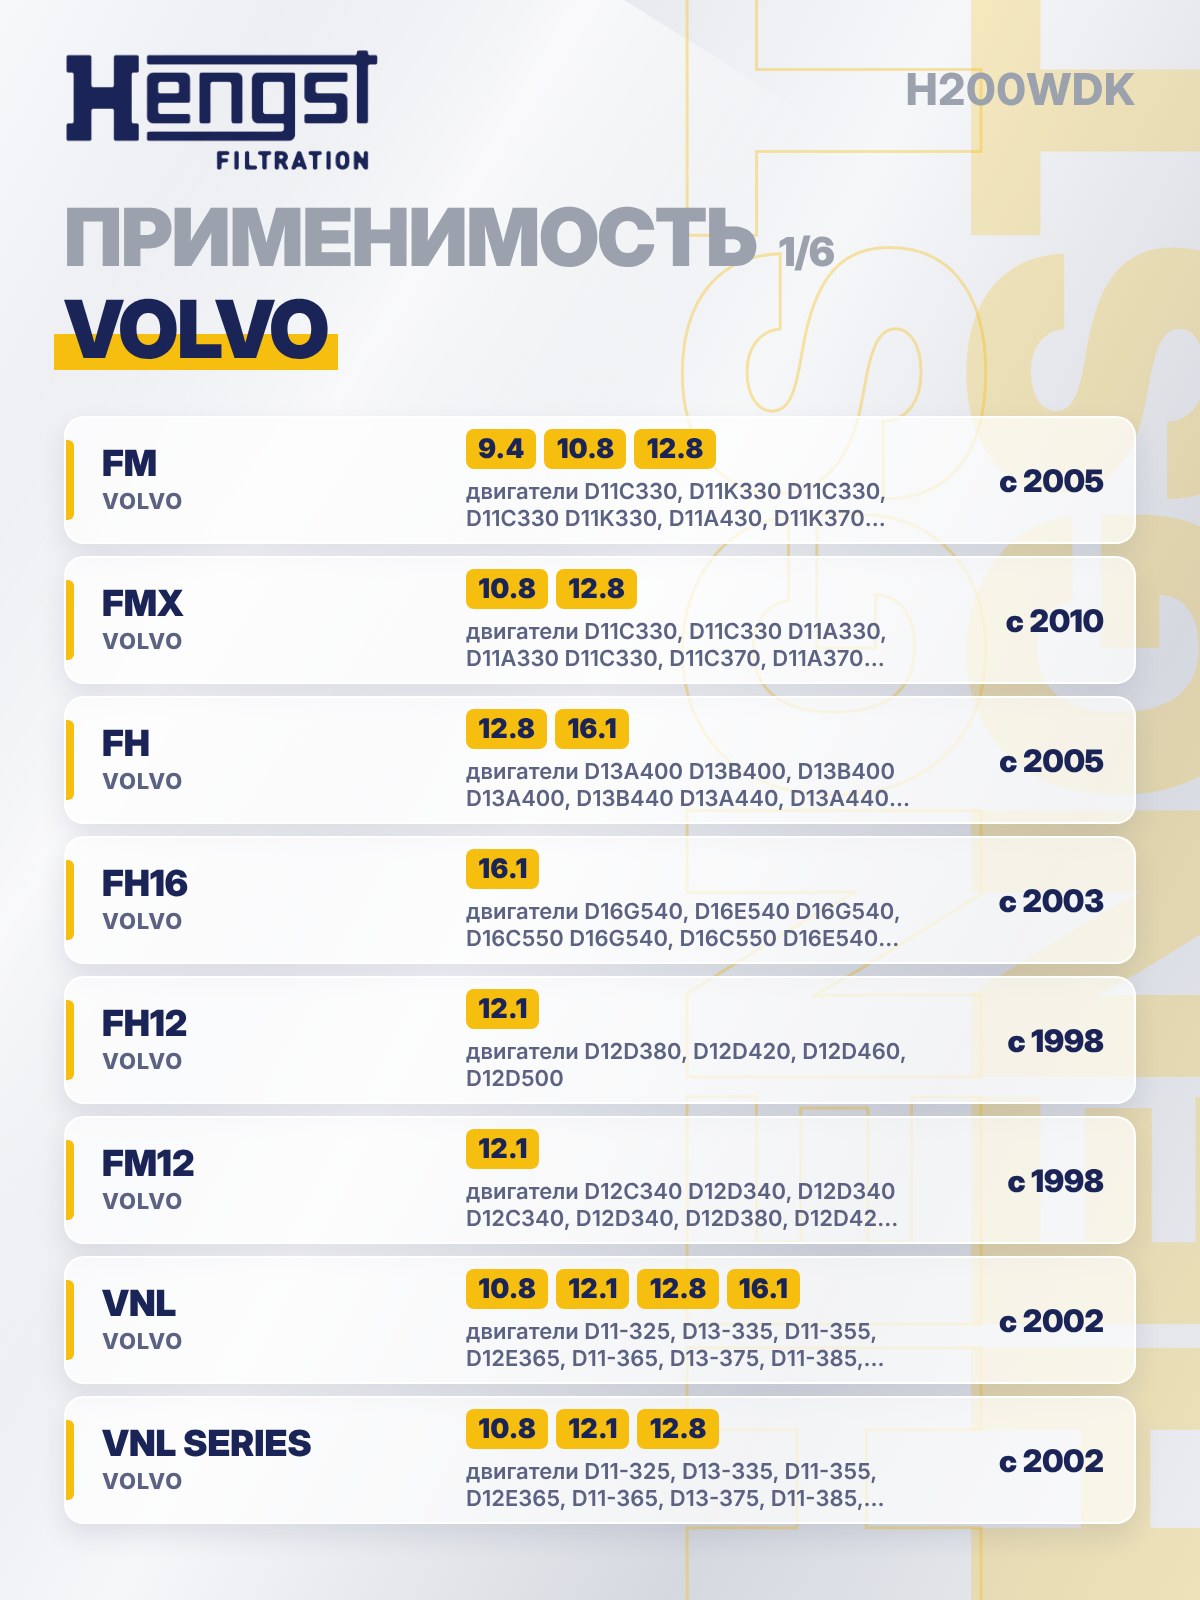 Hengst
FILTRATION
H200WDK
ПРИМЕНИМОСТЬ 1/6
VOLVO
FM
VOLVO
9.4 10.8 12.8
двигатели D11C330, D11K330 D11C330,
D11C330 D11K330, D11A430, D11K370...
с 2005
FMX
VOLVO
10.8 12.8
двигатели D11C330, D11C330 D11A330,
D11A330 D11C330, D11C370, D11A370...
с 2010
FH
VOLVO
12.8 16.1
двигатели D13A400 D13B400, D13B400
D13A400, D13B440 D13A440, D13A440...
с 2005
FH16
VOLVO
16.1
двигатели D16G540, D16E540 D16G540,
D16C550 D16G540, D16C550 D16E540...
с 2003
FH12
VOLVO
12.1
двигатели D12D380, D12D420, D12D460,
D12D500
с 1998
FM12
VOLVO
12.1
двигатели D12C340 D12D340, D12D340
D12C340, D12D340, D12D380, D12D42...
с 1998
VNL
VOLVO
10.8 12.1 12.8 16.1
двигатели D11-325, D13-335, D11-355,
D12E365, D11-365, D13-375, D11-385,...
с 2002
VNL SERIES
VOLVO
10.8 12.1 12.8
двигатели D11-325, D13-335, D11-355,
D12E365, D11-365, D13-375, D11-385,...
с 2002
HENGST
HENGST